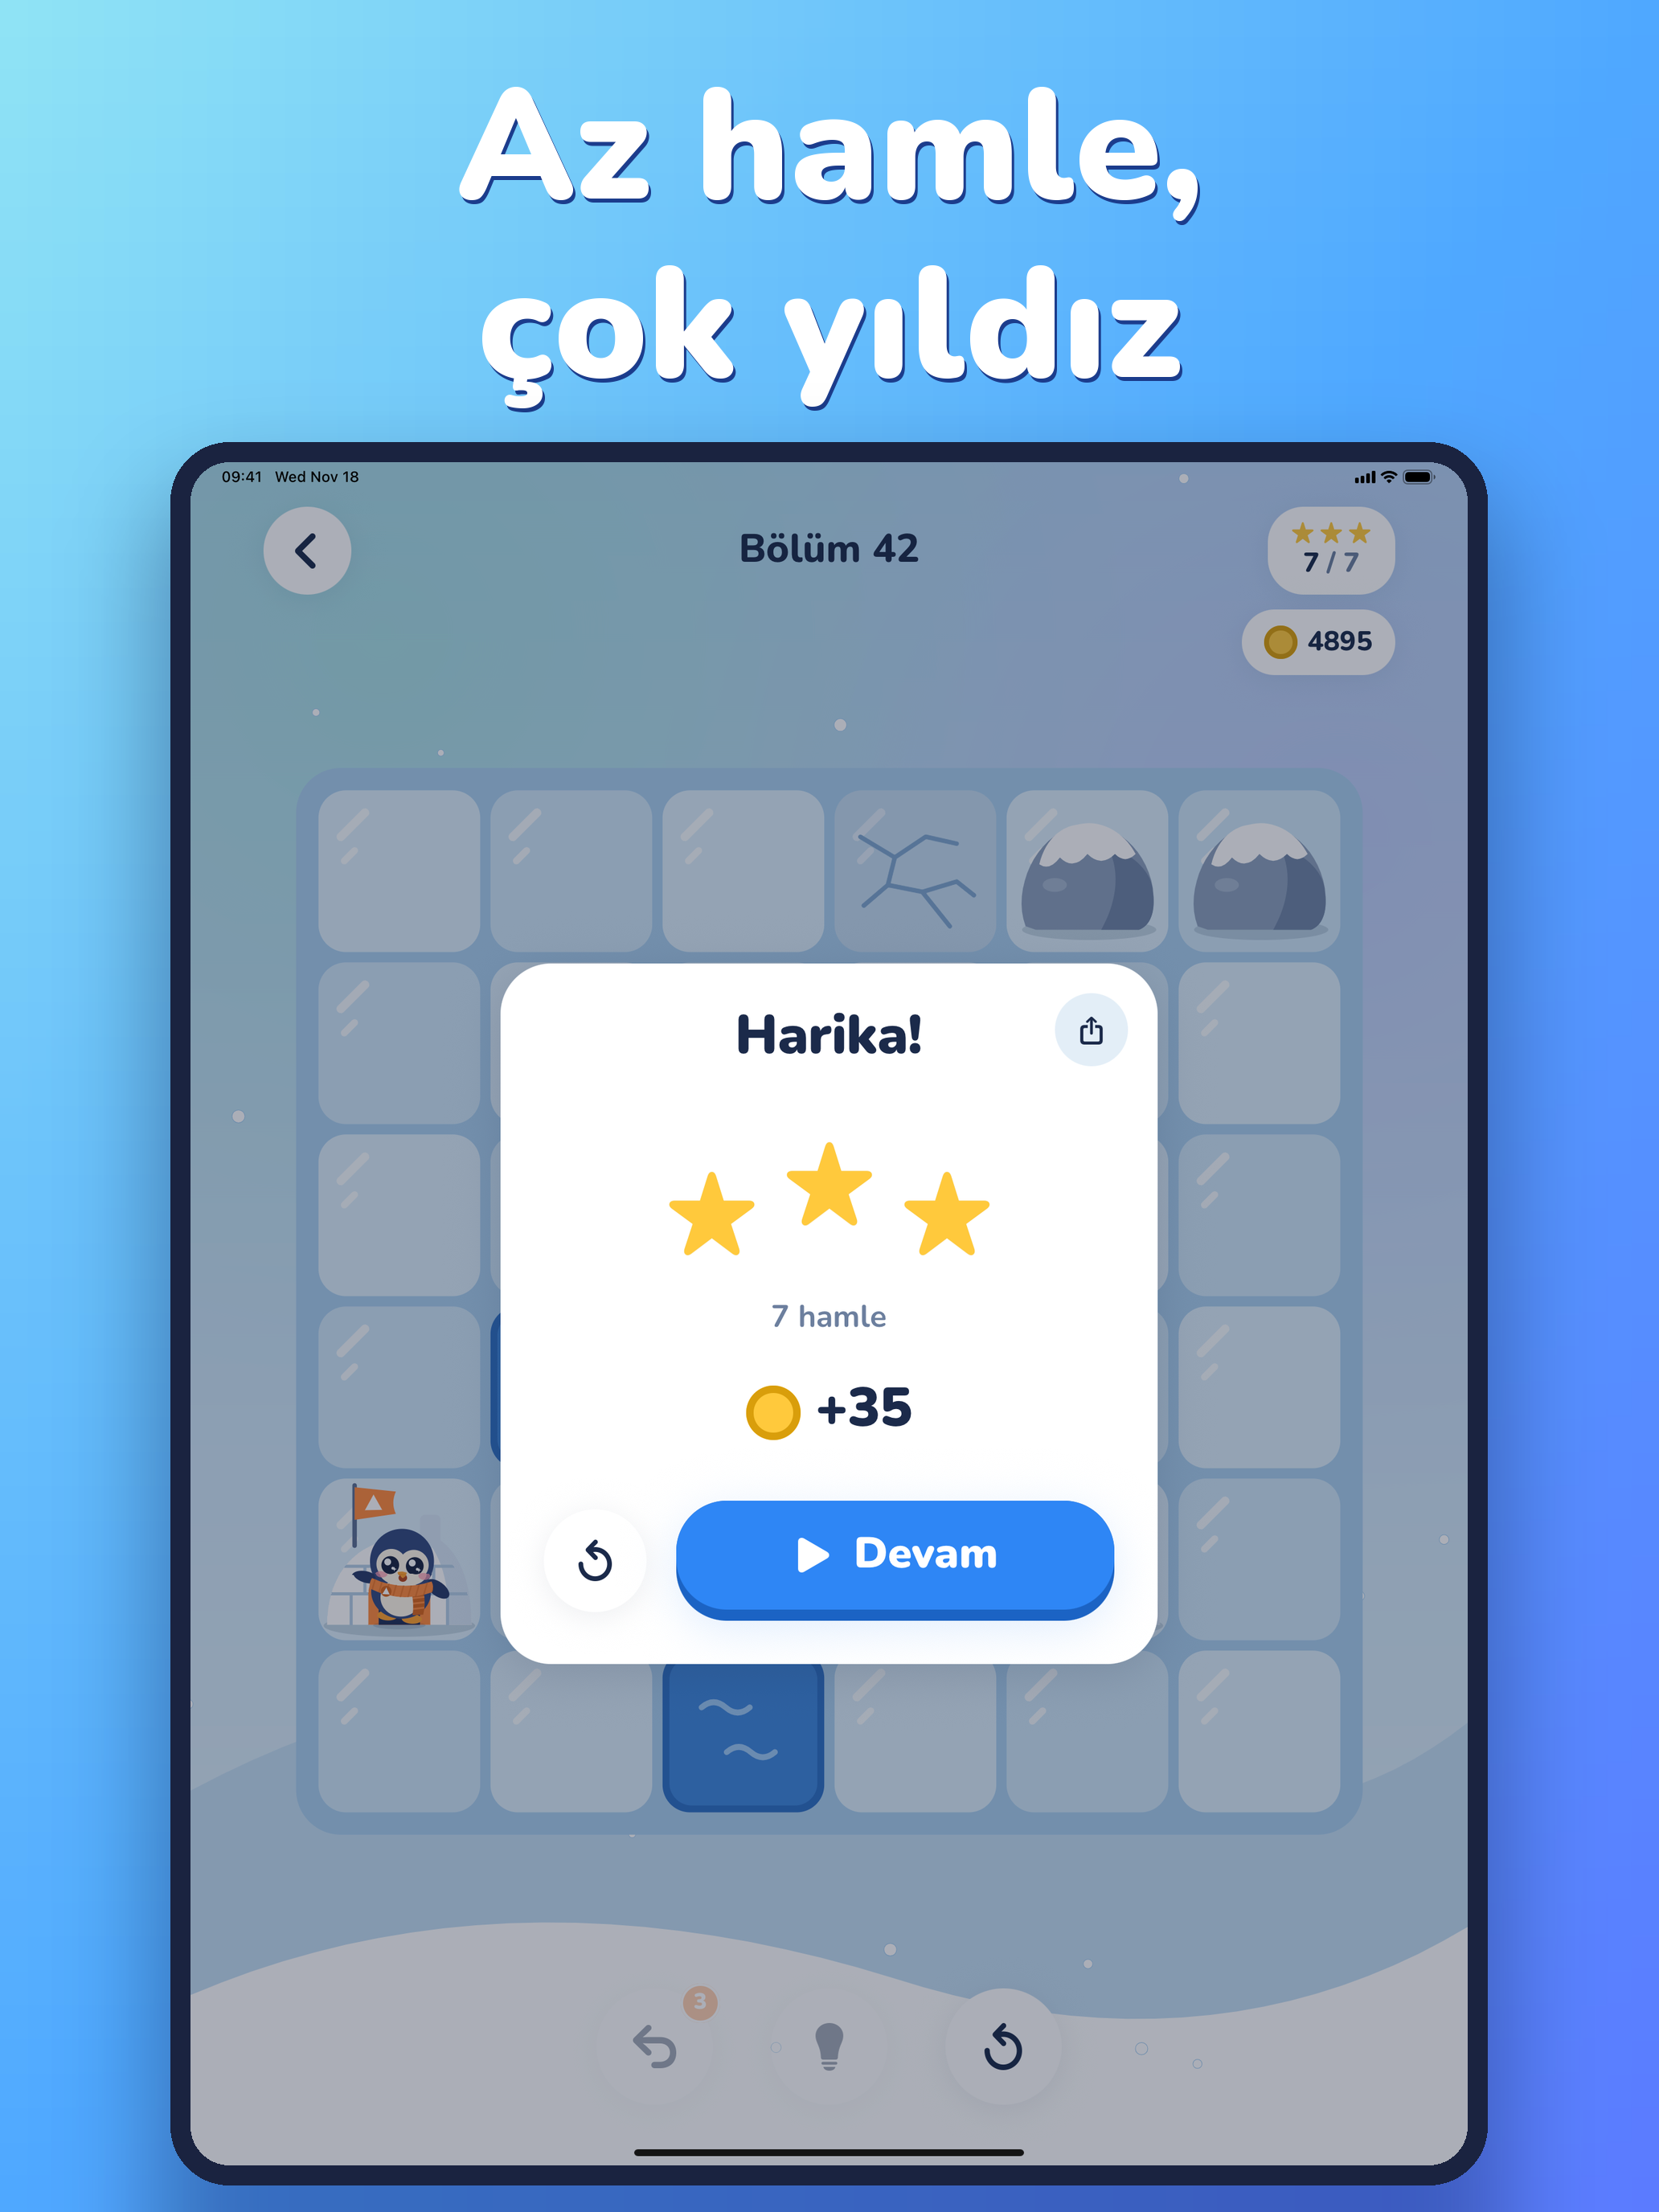 Az hamle,
çok yıldız
09:41 Wed Nov 18
Bölüm 42
7 / 7
4895
Harika!
7 hamle
+35
Devam
3